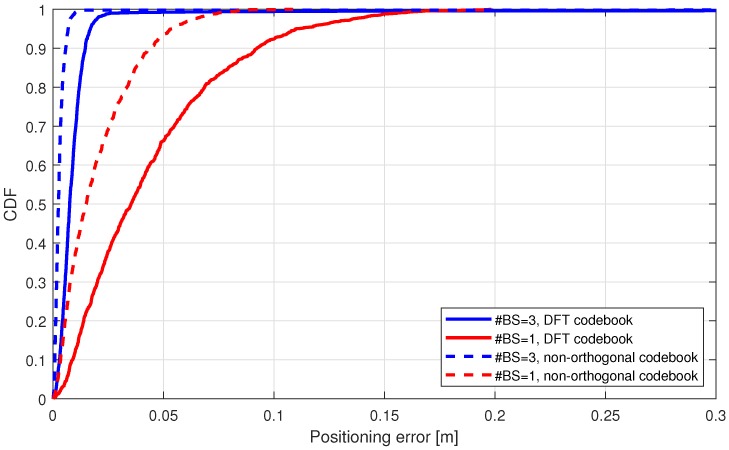 1
0.9
0.8
0.7
0.6
0.5
0.4
0.3
0.2
0.1
0
CDF
#BS=3, DFT codebook
#BS=1, DFT codebook
#BS=3, non-orthogonal codebook
#BS=1, non-orthogonal codebook
0 0.05 0.1 0.15 0.2 0.25 0.3
Positioning error [m]